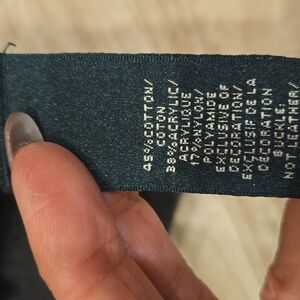 45%COTTON/
COTON
38%ACRYLIC/
ACRYLIQUE
17%NYLON/
POLYAMIDE
EXCLUSIVE OF
DECORATION/
EXCLUSIF DE LA
DÉCORATION
BUCKLE:
NOT LEATHER/